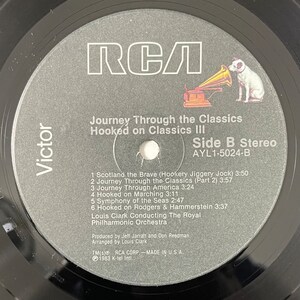 RCA
Victor
Journey Through the Classics
Hooked on Classics III
Side B Stereo
AYL1-5024-B
1 Scotland the Brave (Hookery Jiggery Jock) 2:50
2 Journey Through the Classics (Part 2) 3:57
3 Journey Through America 3:24
4 Hooked on Marching 3:11
5 Symphony of the Seas 4:47
6 Hooked on Rodgers & Hammerstein 3:37
Louis Clark Conducting The Royal
Philharmonic Orchestra
Produced by Jeff Jarratt and Don Reedman
Arranged by Louis Clark
RCA CORP. — MADE IN U.S.A.
1983 K-tel Int.